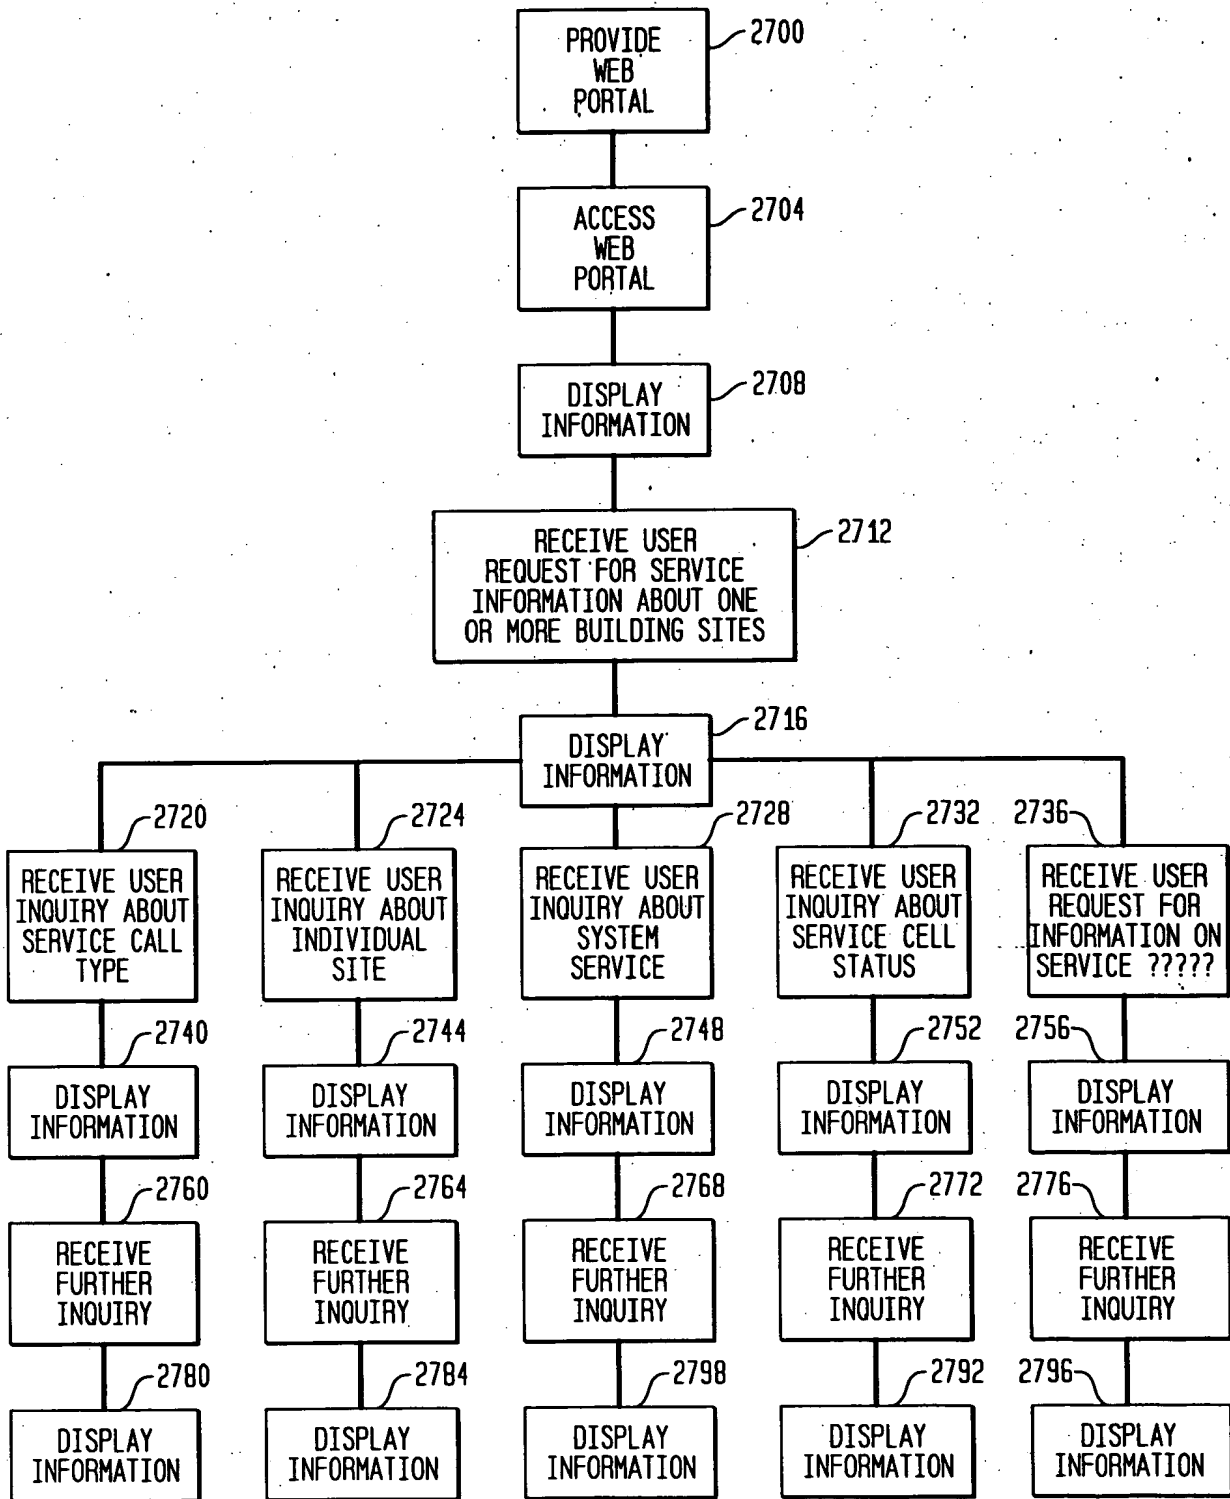 PROVIDE
WEB
PORTAL
2700
ACCESS
WEB
PORTAL
2704
DISPLAY
INFORMATION
2708
RECEIVE USER
REQUEST FOR SERVICE
INFORMATION ABOUT ONE
OR MORE BUILDING SITES
2712
DISPLAY
INFORMATION
2716
2720
RECEIVE USER
INQUIRY ABOUT
SERVICE CALL
TYPE
2724
RECEIVE USER
INQUIRY ABOUT
INDIVIDUAL
SITE
2728
RECEIVE USER
INQUIRY ABOUT
SYSTEM
SERVICE
2732
RECEIVE USER
INQUIRY ABOUT
SERVICE CELL
STATUS
2736
RECEIVE USER
REQUEST FOR
INFORMATION ON
SERVICE ?????
2740
DISPLAY
INFORMATION
2744
DISPLAY
INFORMATION
2748
DISPLAY
INFORMATION
2752
DISPLAY
INFORMATION
2756
DISPLAY
INFORMATION
2760
RECEIVE
FURTHER
INQUIRY
2764
RECEIVE
FURTHER
INQUIRY
2768
RECEIVE
FURTHER
INQUIRY
2772
RECEIVE
FURTHER
INQUIRY
2776
RECEIVE
FURTHER
INQUIRY
2780
DISPLAY
INFORMATION
2784
DISPLAY
INFORMATION
2798
DISPLAY
INFORMATION
2792
DISPLAY
INFORMATION
2796
DISPLAY
INFORMATION